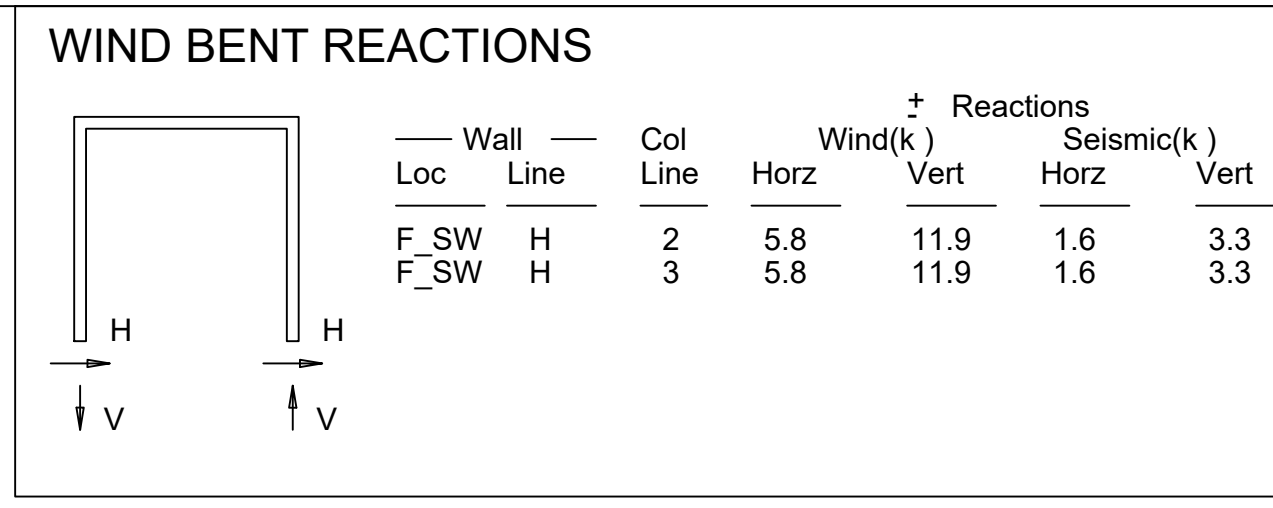 WIND BENT REACTIONS
± Reactions
Wall Col Wind(k ) Seismic(k )
Loc Line Line Horz Vert Horz Vert
F_SW H 2 5.8 11.9 1.6 3.3
F_SW H 3 5.8 11.9 1.6 3.3
H H
V V